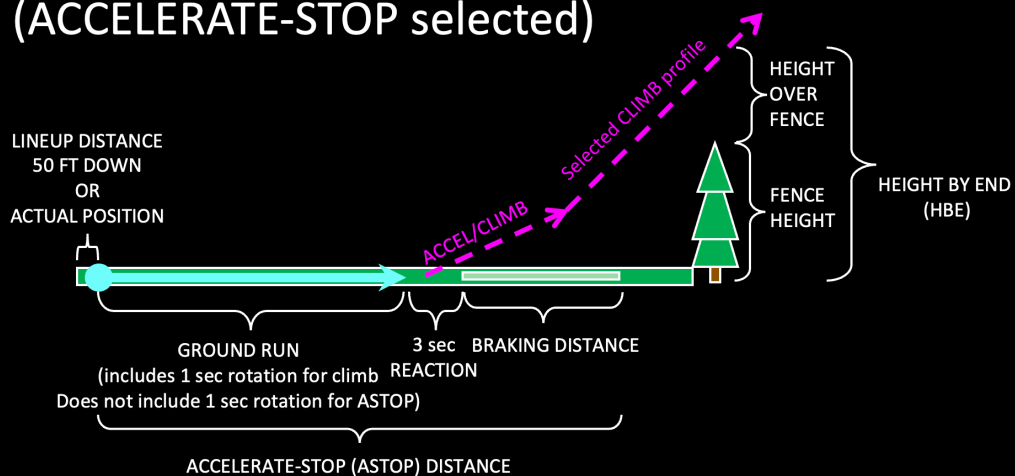 (ACCELERATE-STOP selected)
LINEUP DISTANCE
50 FT DOWN
OR
ACTUAL POSITION
ACCEL/CLIMB
Selected CLIMB profile
HEIGHT
OVER
FENCE
FENCE
HEIGHT
HEIGHT BY END
(HBE)
GROUND RUN
(includes 1 sec rotation for climb
Does not include 1 sec rotation for ASTOP)
3 sec
REACTION
BRAKING DISTANCE
ACCELERATE-STOP (ASTOP) DISTANCE